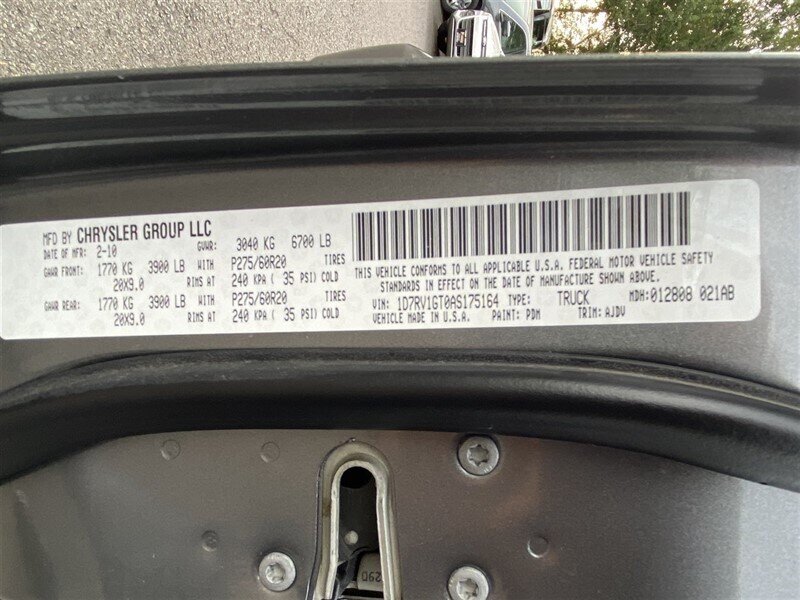 MFD BY CHRYSLER GROUP LLC
DATE OF MFR: 2-10 GVWR: 3040 KG 6700 LB
GAWR FRONT: 1770 KG 3900 LB WITH P275/60R20 TIRES
20X9.0 RIMS AT 240 KPA ( 35 PSI) COLD
GAWR REAR: 1770 KG 3900 LB WITH P275/60R20 TIRES
20X9.0 RIMS AT 240 KPA ( 35 PSI) COLD
THIS VEHICLE CONFORMS TO ALL APPLICABLE U.S.A. FEDERAL MOTOR VEHICLE SAFETY
STANDARDS IN EFFECT ON THE DATE OF MANUFACTURE SHOWN ABOVE.
VIN: 1D7RV1GT0AS175164 TYPE: TRUCK MDH:012808 021AB
VEHICLE MADE IN U.S.A. PAINT: PDM TRIM: AJDV